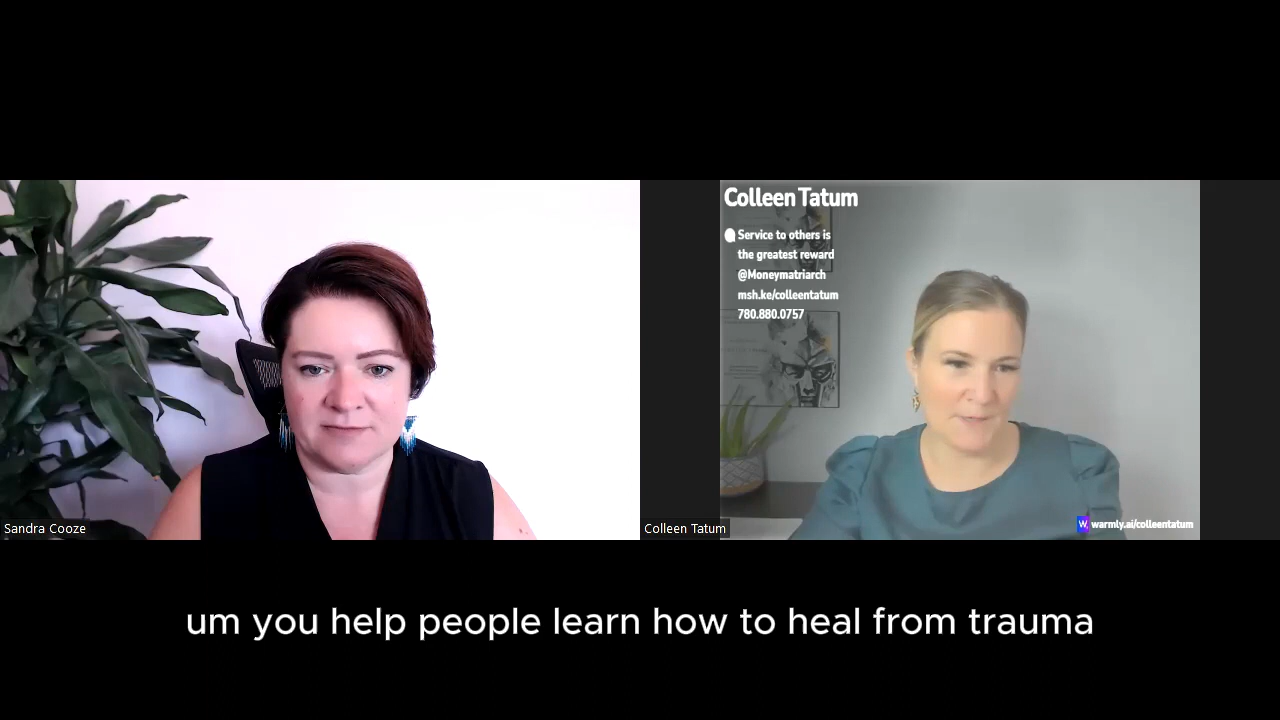 Colleen Tatum
Service to others is
the greatest reward
@Moneymatriarch
msh.ke/colleentatum
780.880.0757
Sandra Cooze
Colleen Tatum
W warmly.ai/colleentatum
um you help people learn how to heal from trauma